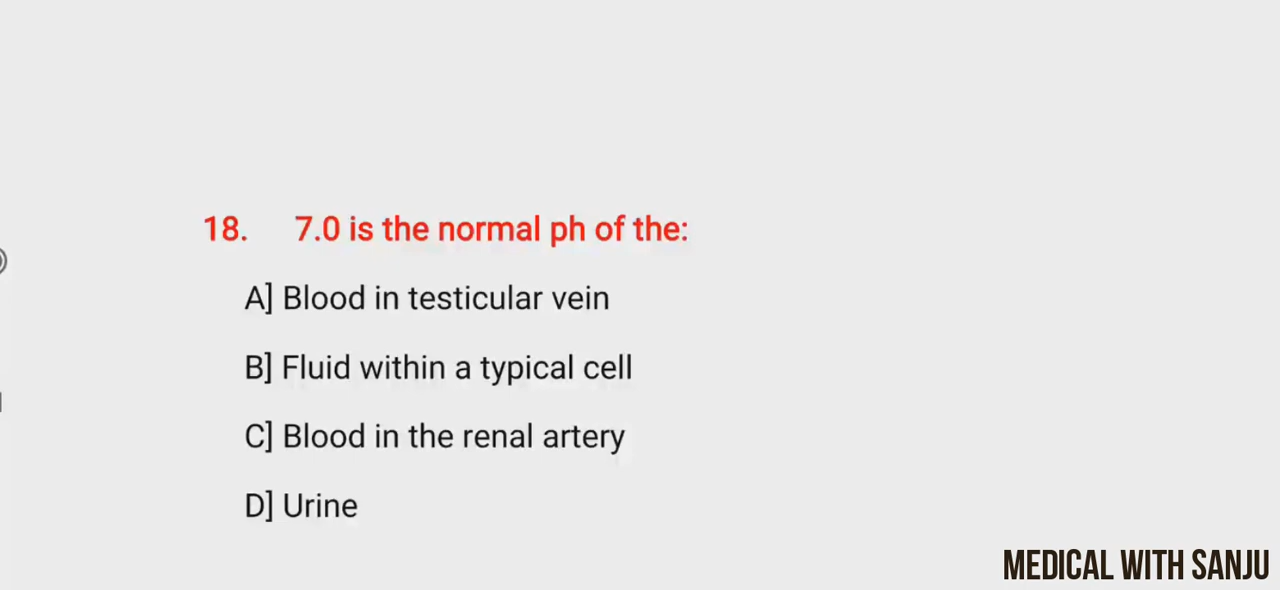 18. 7.0 is the normal ph of the:
A] Blood in testicular vein
B] Fluid within a typical cell
C] Blood in the renal artery
D] Urine
MEDICAL WITH SANJU